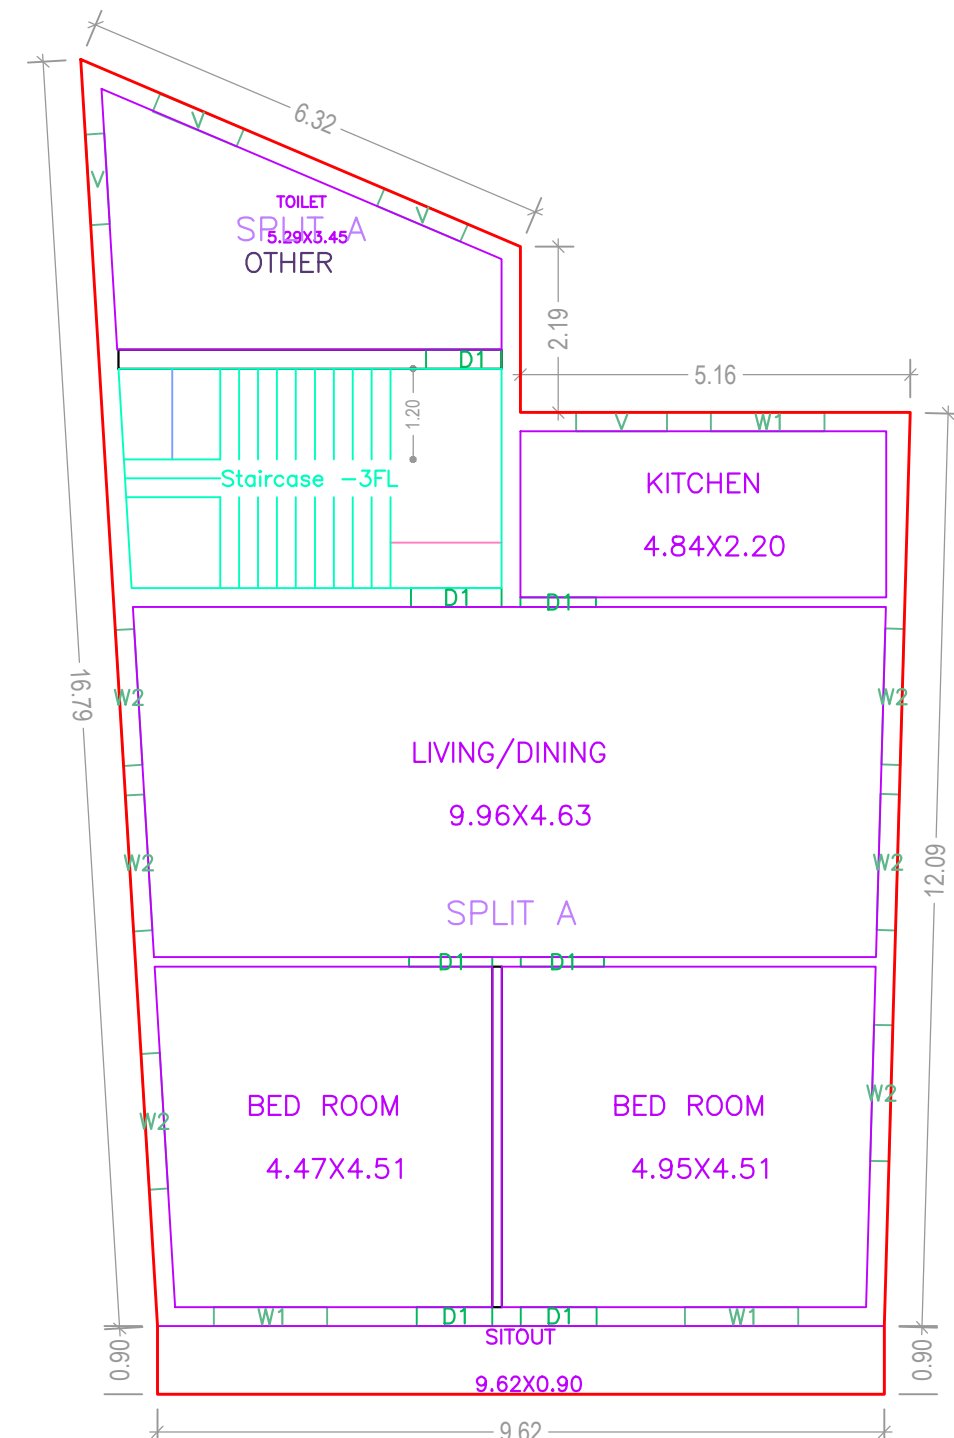 6.32
V
V
V
TOILET
SPLIT A
5.29X3.45
OTHER
2.19
D1
5.16
1.20
V
W1
Staircase -3FL
KITCHEN
4.84X2.20
D1
D1
16.79
W2
W2
LIVING/DINING
9.96X4.63
W2
W2
12.09
SPLIT A
D1
D1
W2
W2
BED ROOM
BED ROOM
4.47X4.51
4.95X4.51
W1
D1
D1
W1
SITOUT
0.90
0.90
9.62X0.90
9.62